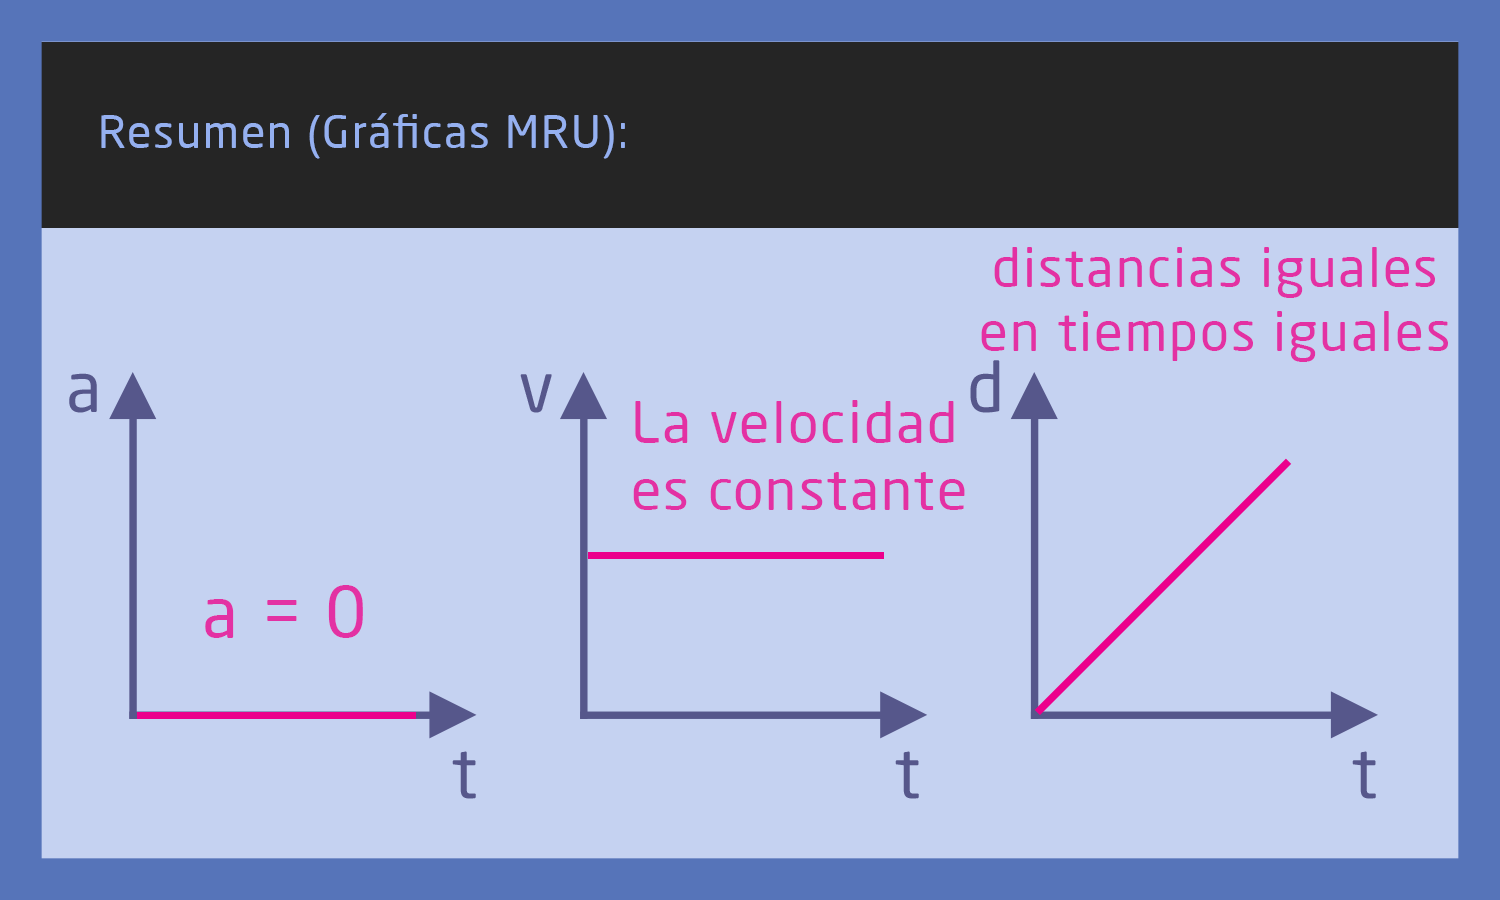 Resumen (Gráficas MRU):
a
a = 0
t
v
La velocidad
es constante
t
distancias iguales
en tiempos iguales
d
t